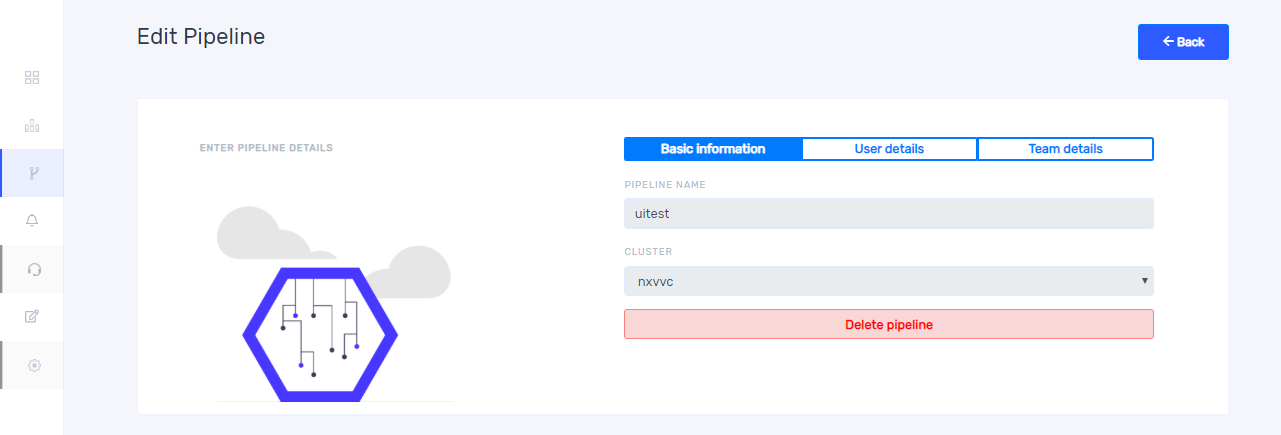 Edit Pipeline
Back
ENTER PIPELINE DETAILS
Basic information
User details
Team details
PIPELINE NAME
uitest
CLUSTER
nxvvc
Delete pipeline